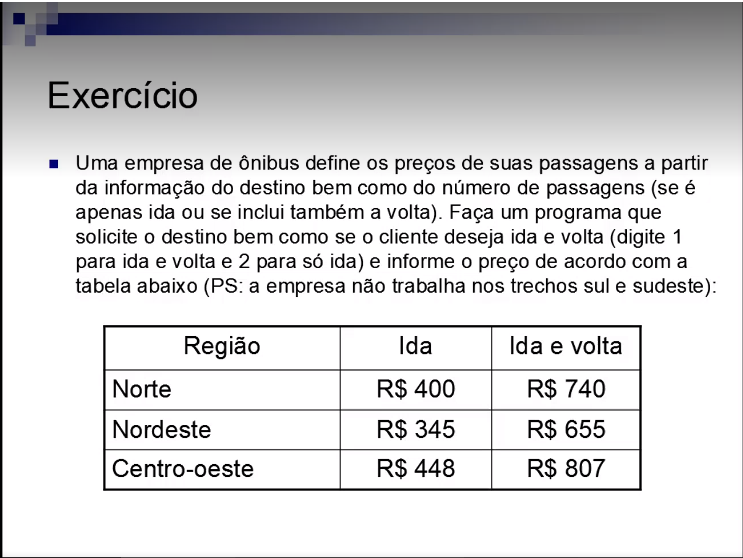 Exercício
Uma empresa de ônibus define os preços de suas passagens a partir
da informação do destino bem como do número de passagens (se é
apenas ida ou se inclui também a volta). Faça um programa que
solicite o destino bem como se o cliente deseja ida e volta (digite 1
para ida e volta e 2 para só ida) e informe o preço de acordo com a
tabela abaixo (PS: a empresa não trabalha nos trechos sul e sudeste):
Região Ida Ida e volta
Norte R$ 400 R$ 740
Nordeste R$ 345 R$ 655
Centro-oeste R$ 448 R$ 807